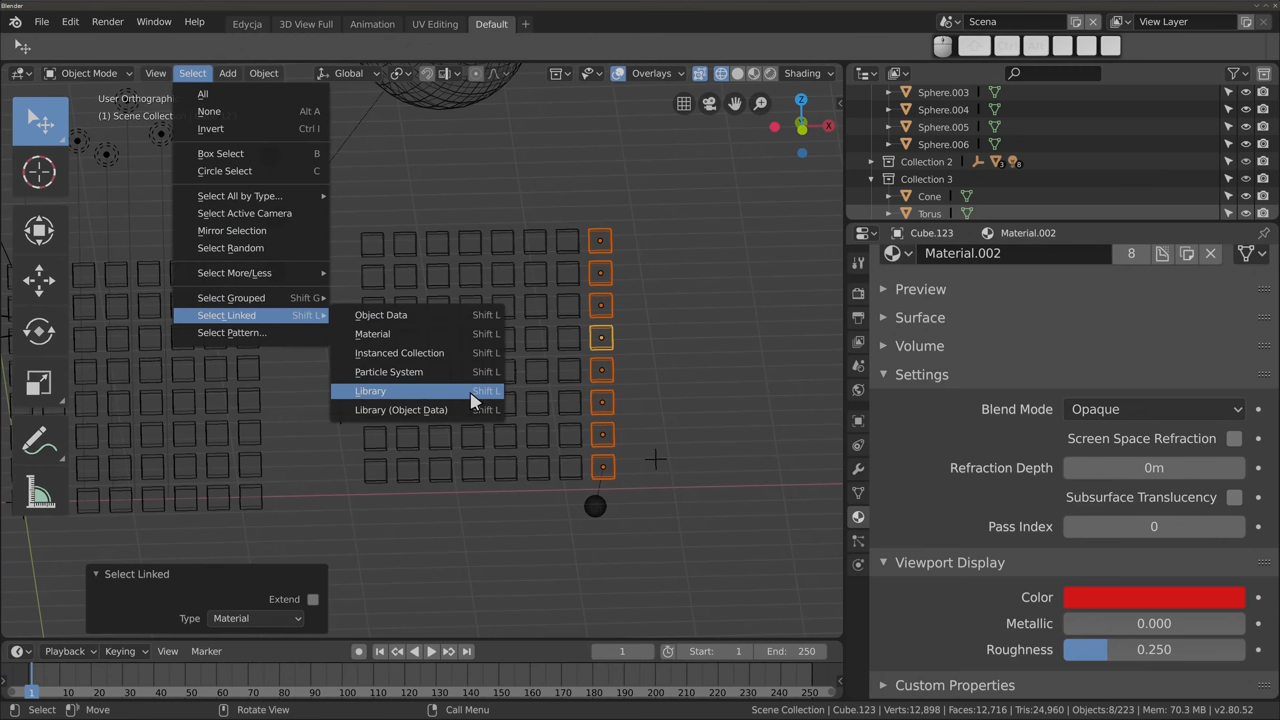 Blender
File Edit Render Window Help
Edycja 3D View Full Animation UV Editing Default +
Scena
View Layer
Object Mode View Select Add Object
Global
Overlays
Shading
User Orthographi
(1) Scene Collecti
All
None Alt A
Invert Ctrl I
Box Select B
Circle Select C
Select All by Type...
Select Active Camera
Mirror Selection
Select Random
Select More/Less
Select Grouped Shift G
Select Linked Shift L
Select Pattern...
Object Data Shift L
Material Shift L
Instanced Collection Shift L
Particle System Shift L
Library Shift L
Library (Object Data) Shift L
Z
X
Select Linked
Extend
Type Material
Sphere.003
Sphere.004
Sphere.005
Sphere.006
Collection 2 3 8
Collection 3
Cone
Torus
Cube.123 Material.002
Material.002 8
Preview
Surface
Volume
Settings
Blend Mode Opaque
Screen Space Refraction
Refraction Depth 0m
Subsurface Translucency
Pass Index 0
Viewport Display
Color
Metallic 0.000
Roughness 0.250
Custom Properties
Playback Keying View Marker
1 Start: 1 End: 250
1 10 20 30 40 50 60 70 80 90 100 110 120 130 140 150 160 170 180 190 200 210 220 230 240 250
Select Move Rotate View Call Menu
Scene Collection | Cube.123 | Verts:12,898 | Faces:12,716 | Tris:24,960 | Objects:8/223 | Mem: 70.3 MB | v2.80.52